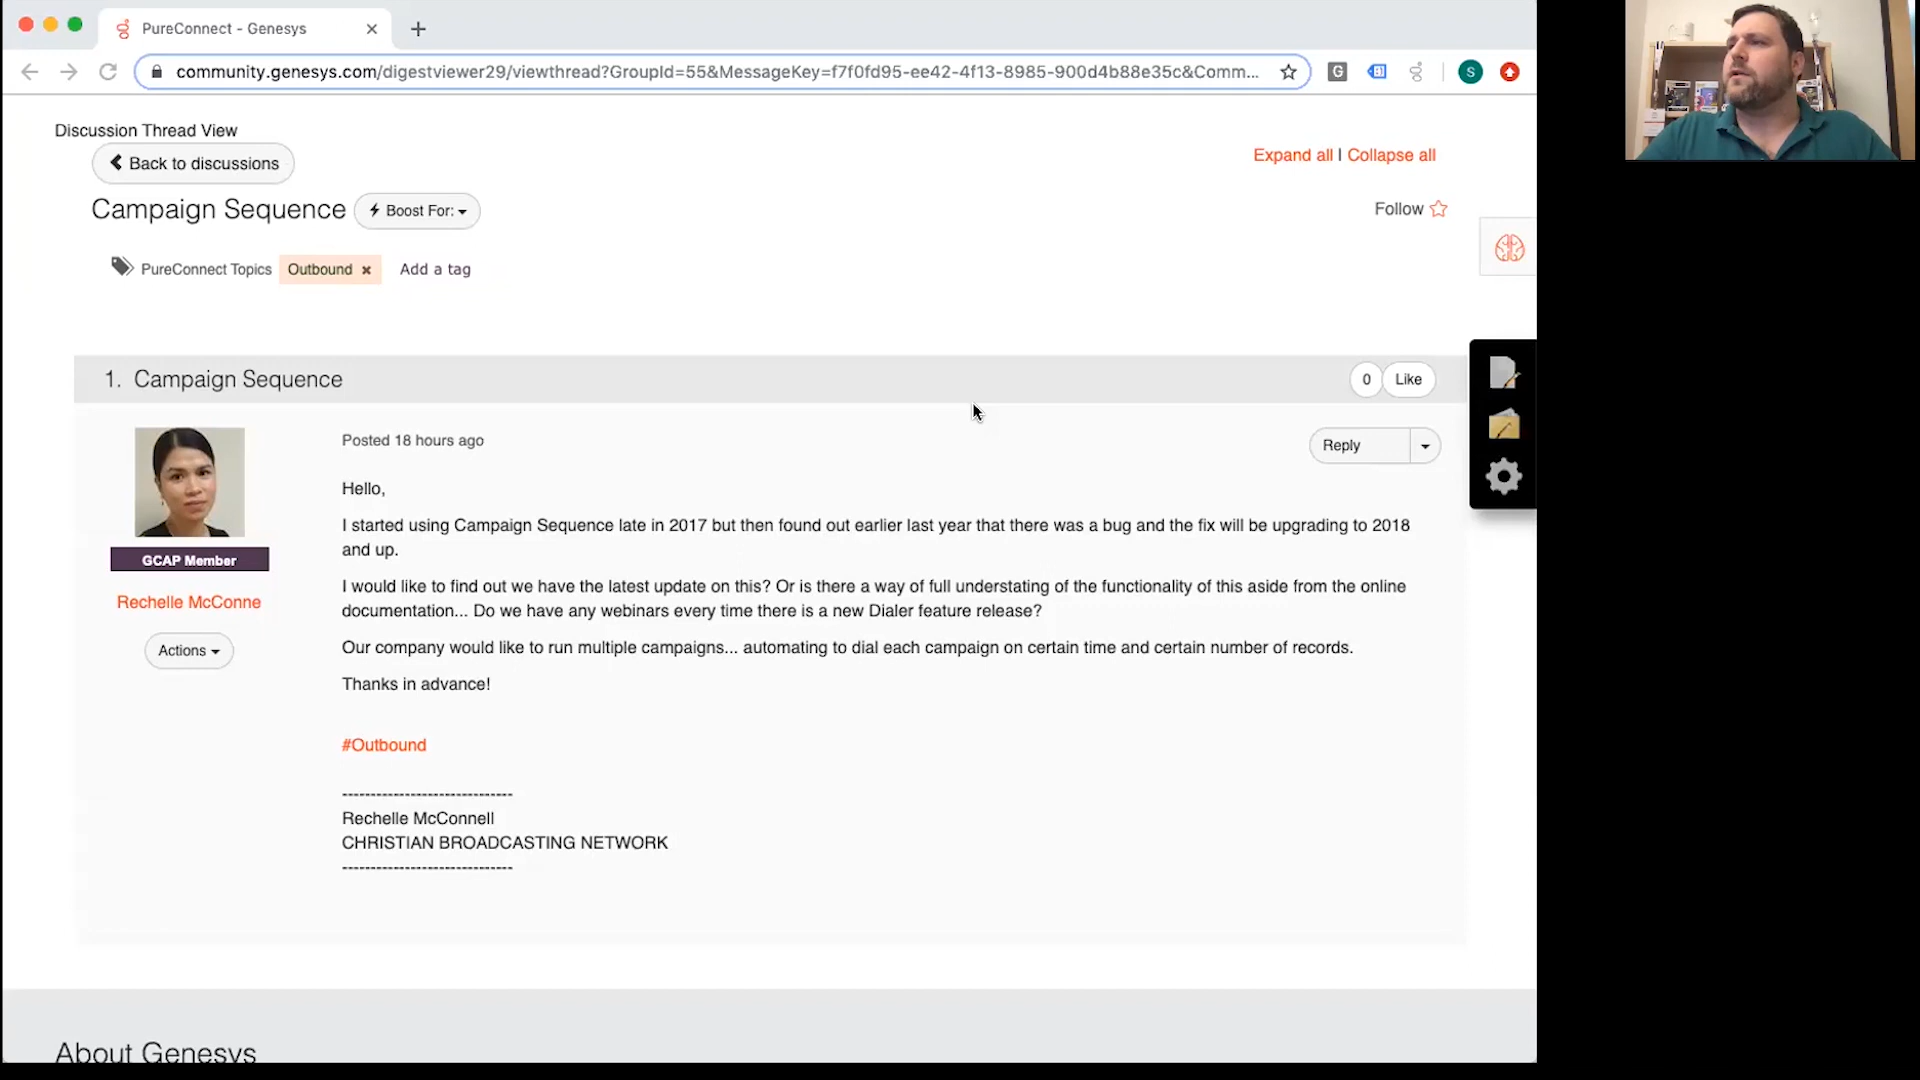 PureConnect - Genesys
community.genesys.com/digestviewer29/viewthread?GroupId=55&MessageKey=f7f0fd95-ee42-4f13-8985-900d4b88e35c&Comm...
G
S
Discussion Thread View
Back to discussions
Expand all | Collapse all
Campaign Sequence
Boost For:
Follow
PureConnect Topics
Outbound ×
Add a tag
1. Campaign Sequence
0
Like
Posted 18 hours ago
Reply
Hello,
I started using Campaign Sequence late in 2017 but then found out earlier last year that there was a bug and the fix will be upgrading to 2018
and up.
GCAP Member
I would like to find out we have the latest update on this? Or is there a way of full understating of the functionality of this aside from the online
Rechelle McConne
documentation... Do we have any webinars every time there is a new Dialer feature release?
Actions
Our company would like to run multiple campaigns... automating to dial each campaign on certain time and certain number of records.
Thanks in advance!
#Outbound
------------------------------
Rechelle McConnell
CHRISTIAN BROADCASTING NETWORK
------------------------------
About Genesys